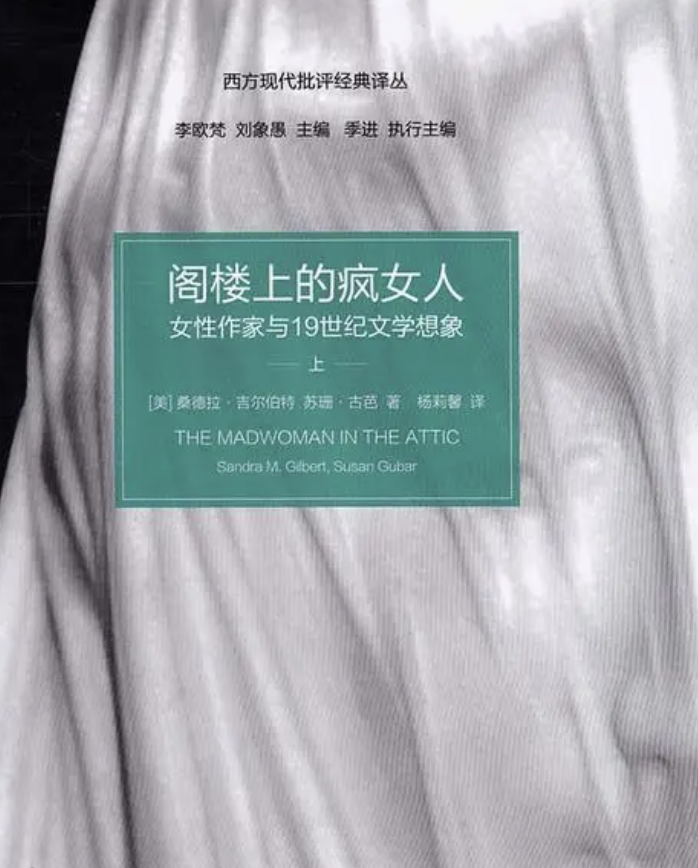 西方现代批评经典译丛
李欧梵 刘象愚 主编 季进 执行主编
阁楼上的疯女人
女性作家与19世纪文学想象
上
[美] 桑德拉·吉尔伯特 苏珊·古芭 著 杨莉馨 译
THE MADWOMAN IN THE ATTIC
Sandra M. Gilbert, Susan Gubar